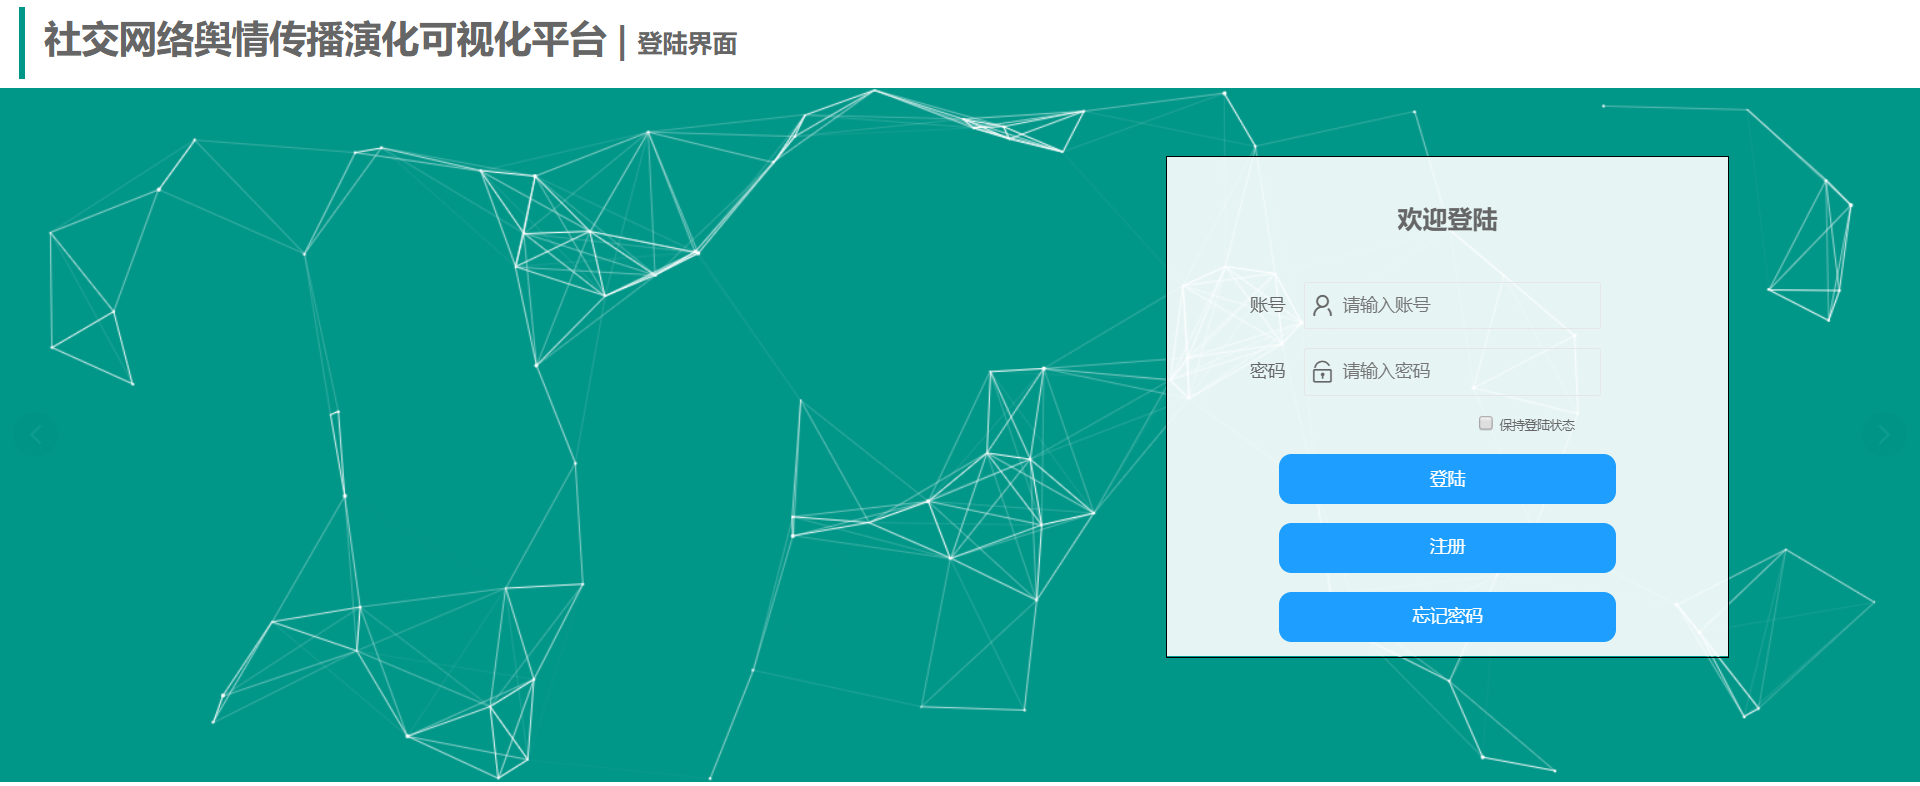 社交网络舆情传播演化可视化平台 | 登陆界面
欢迎登陆
账号 请输入账号
密码 请输入密码
保持登陆状态
登陆
注册
忘记密码